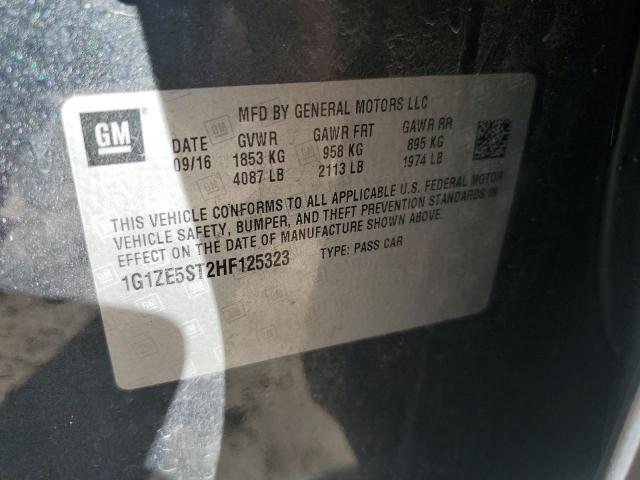 GM
MFD BY GENERAL MOTORS LLC
DATE GVWR GAWR FRT GAWR RR
09/16 1853 KG 958 KG 895 KG
4087 LB 2113 LB 1974 LB
THIS VEHICLE CONFORMS TO ALL APPLICABLE U.S. FEDERAL MOTOR
VEHICLE SAFETY, BUMPER, AND THEFT PREVENTION STANDARDS IN
EFFECT ON THE DATE OF MANUFACTURE SHOWN ABOVE.
1G1ZE5ST2HF125323 TYPE: PASS CAR